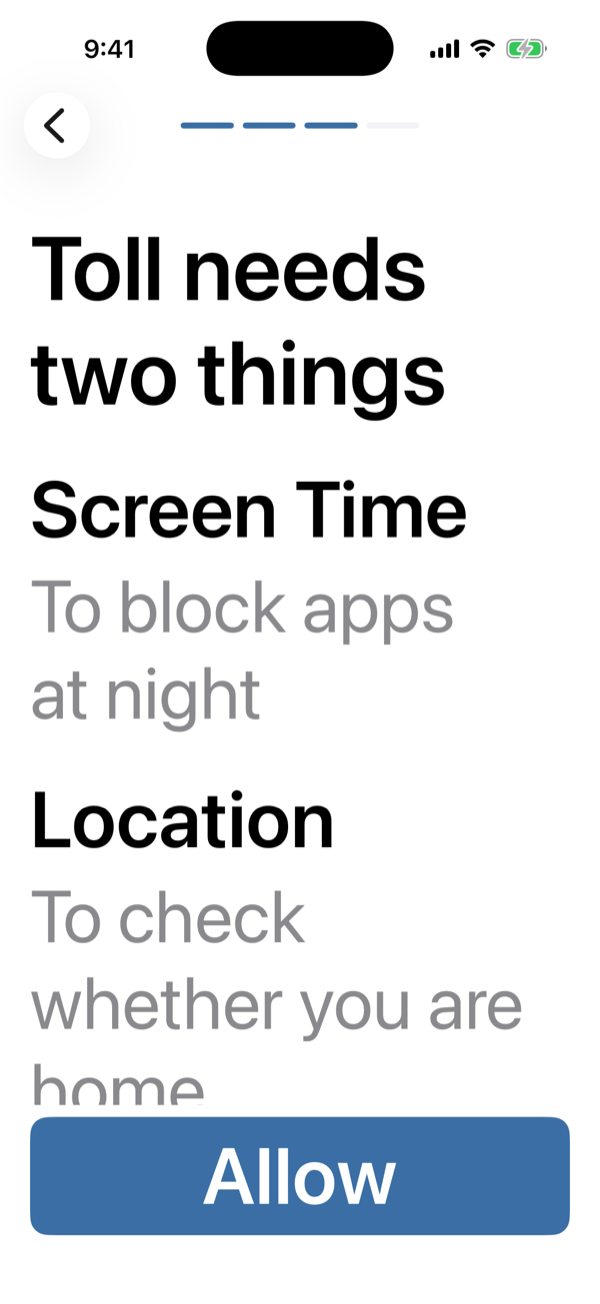 9:41
Toll needs
two things
Screen Time
To block apps
at night
Location
To check
whether you are
home
Allow